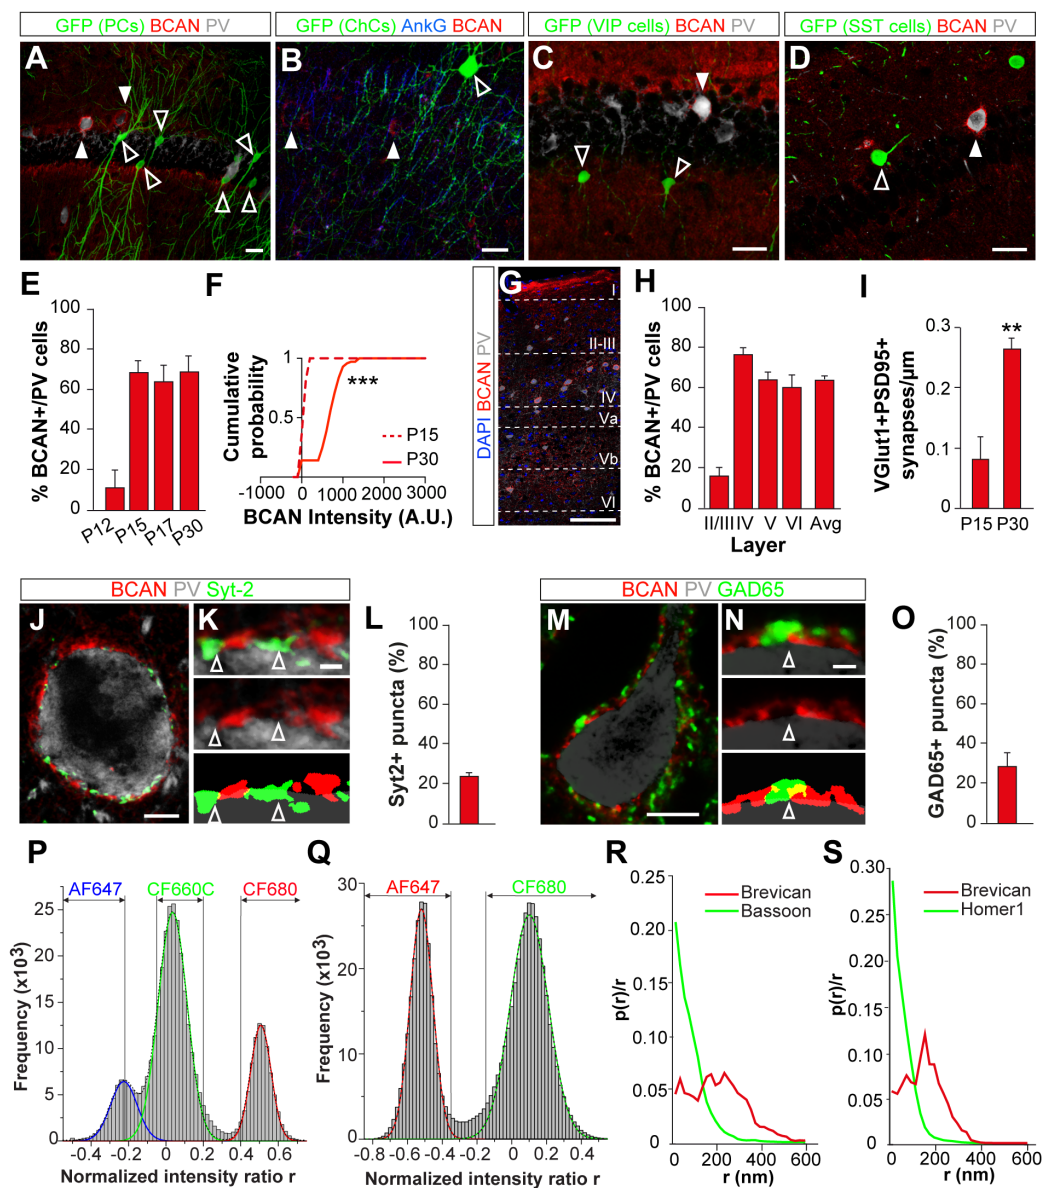 GFP (PCs) BCAN PV
GFP (ChCs) AnkG BCAN
GFP (VIP cells) BCAN PV
GFP (SST cells) BCAN PV
A
B
C
D
E
% BCAN+/PV cells
100
80
60
40
20
0
P12
P15
P17
P30
F
Cumulative
probability
1
0.5
***
P15
P30
-1000
0
1000
2000
3000
BCAN Intensity (A.U.)
G
DAPI BCAN PV
I
II-III
IV
Va
Vb
VI
H
% BCAN+/PV cells
100
80
60
40
20
0
II/III IV V VI Avg
Layer
I
VGlut1+PSD95+
synapses/µm
0.3
0.2
0.1
0
**
P15 P30
BCAN PV Syt-2
J
K
L
Syt2+ puncta (%)
100
80
60
40
20
0
BCAN PV GAD65
M
N
O
GAD65+ puncta (%)
100
80
60
40
20
0
P
AF647
CF660C
CF680
Frequency (x10³)
25
20
15
10
5
0
-0.4 -0.2 0 0.2 0.4 0.6
Normalized intensity ratio r
Q
AF647
CF680
Frequency (x10³)
30
20
10
0
-0.8 -0.6 -0.4 -0.2 0 0.2 0.4
Normalized intensity ratio r
R
Brevican
Bassoon
p(r)/r
0.25
0.20
0.15
0.10
0.05
0
0 200 400 600
r (nm)
S
Brevican
Homer1
p(r)/r
0.30
0.25
0.20
0.15
0.10
0.05
0
0 200 400 600
r (nm)